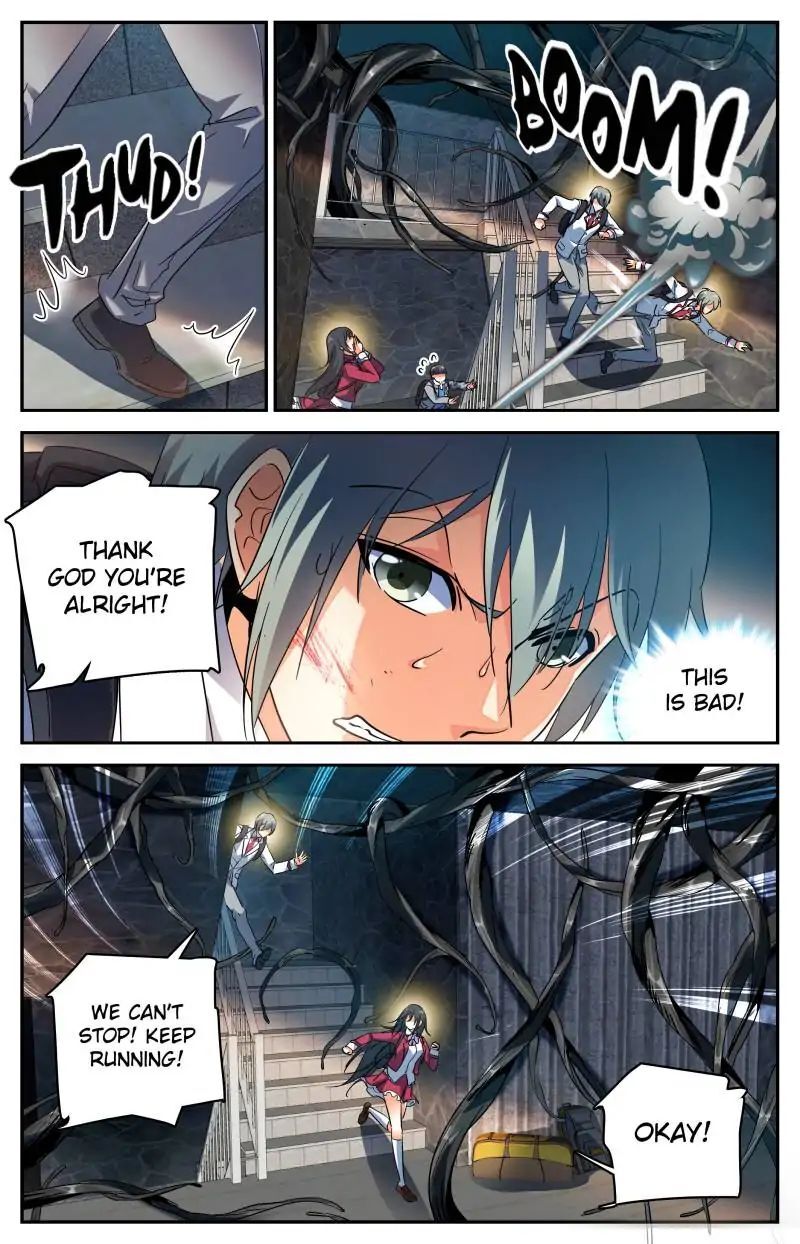 THUD!
BOOM!
THANK
GOD YOU'RE
ALRIGHT!
THIS
IS BAD!
WE CAN'T
STOP! KEEP
RUNNING!
OKAY!